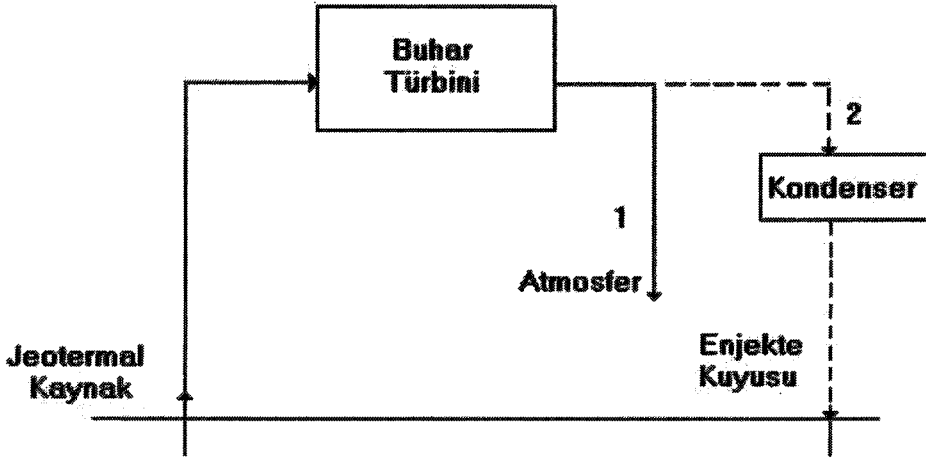 Buhar
Türbini
2
Kondenser
1
Atmosfer
Jeotermal
Kaynak
Enjekte
Kuyusu